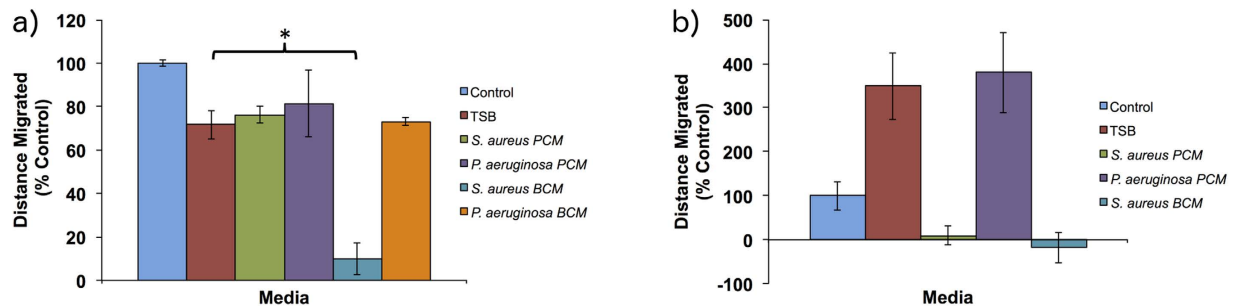 a)
Distance Migrated
(% Control)
120
100
80
60
40
20
0
*
Media
Control
TSB
S. aureus PCM
P. aeruginosa PCM
S. aureus BCM
P. aeruginosa BCM
b)
Distance Migrated
(% Control)
500
400
300
200
100
0
-100
Media
Control
TSB
S. aureus PCM
P. aeruginosa PCM
S. aureus BCM